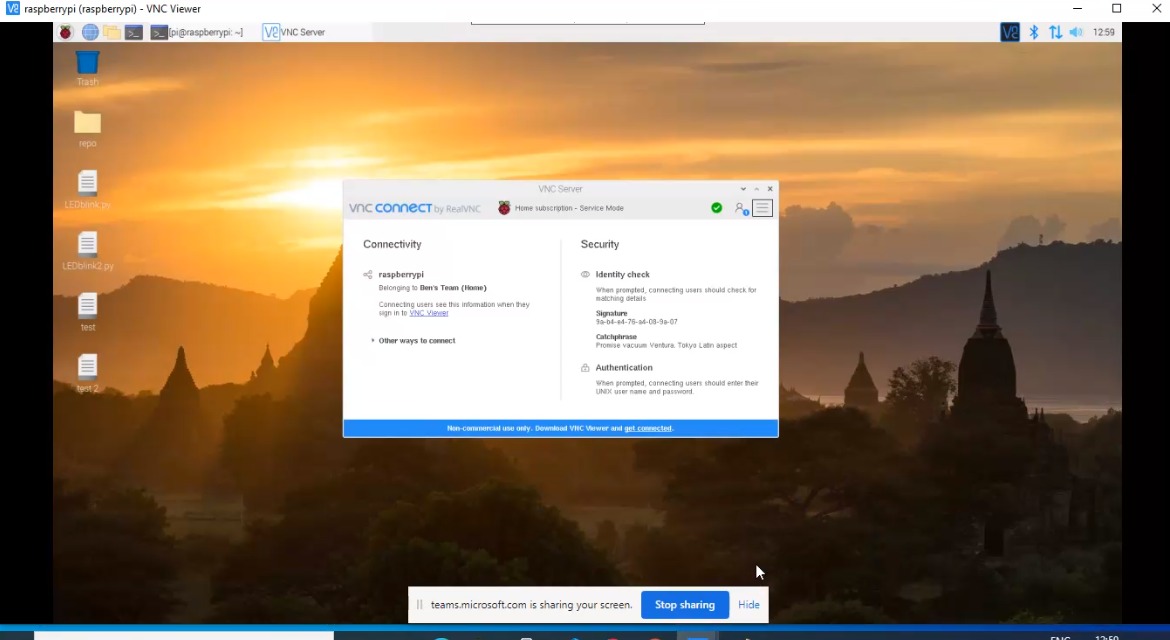 raspberrypi (raspberrypi) - VNC Viewer
[pi@raspberrypi: ~]
VNC Server
12:59
Trash
repo
LEDblink.py
LEDblink2.py
test
test 2
VNC Server
VNC CONNECT by RealVNC
Home subscription - Service Mode
Connectivity
raspberrypi
Belonging to Ben's Team (Home)
Connecting users see this information when they
sign in to VNC Viewer
Other ways to connect
Security
Identity check
When prompted, connecting users should check for
matching details
Signature
9a-b4-e4-76-a4-08-9a-07
Catchphrase
Promise vacuum Ventura. Tokyo Latin aspect
Authentication
When prompted, connecting users should enter their
UNIX user name and password.
Non-commercial use only. Download VNC Viewer and get connected.
teams.microsoft.com is sharing your screen.
Stop sharing
Hide
ENG
12:59